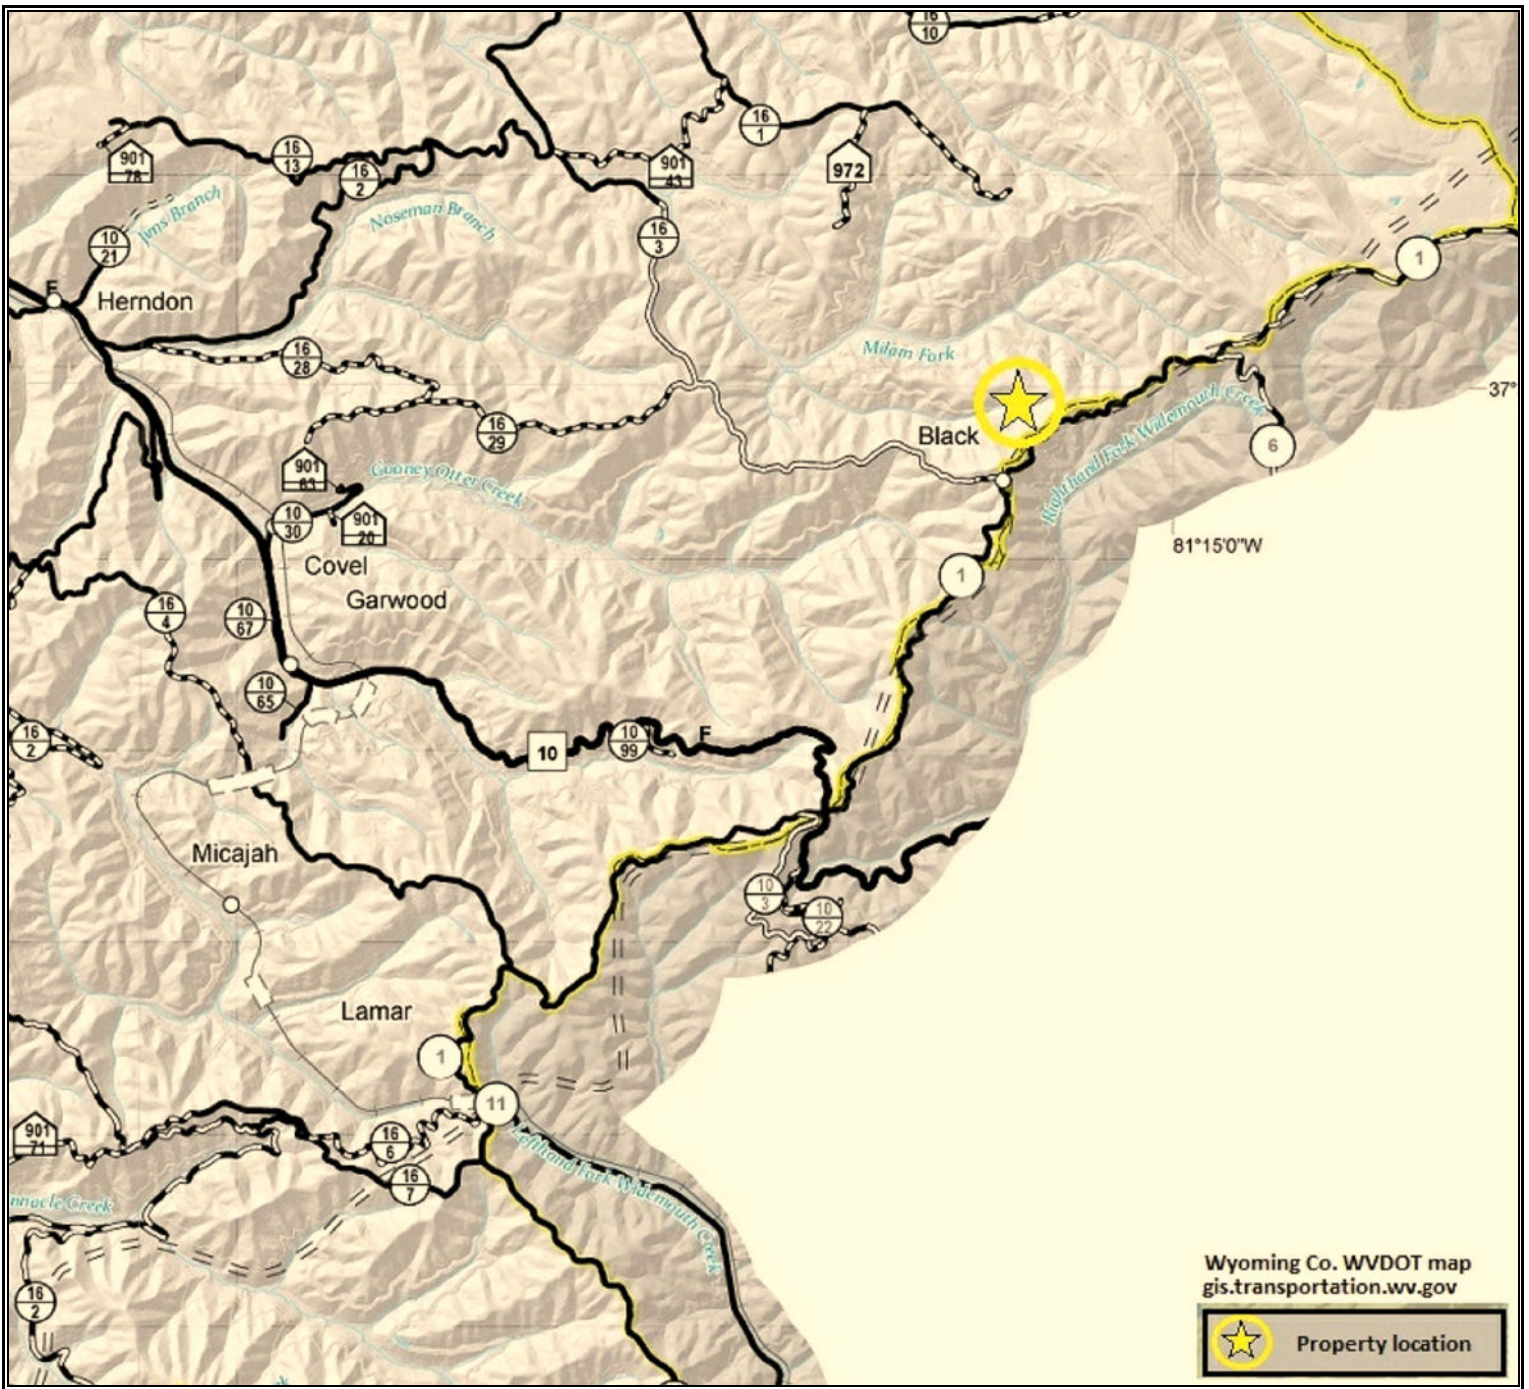 16
10
16
1
901
78
16
13
16
2
901
43
972
Jims Branch
Noseman Branch
10
21
16
3
1
F
Herndon
16
28
Milam Fork
37°
16
29
Black
Righthand Fork Widemouth Creek
6
901
63
Gooney Otter Creek
10
30
901
20
81°15'0"W
Covel
1
Garwood
16
4
10
67
10
65
16
2
10
10
99
F
Micajah
10
3
10
22
Lamar
1
11
901
71
16
6
16
7
Lefthand Fork Widemouth Creek
nnacle Creek
16
2
Wyoming Co. WVDOT map
gis.transportation.wv.gov
Property location